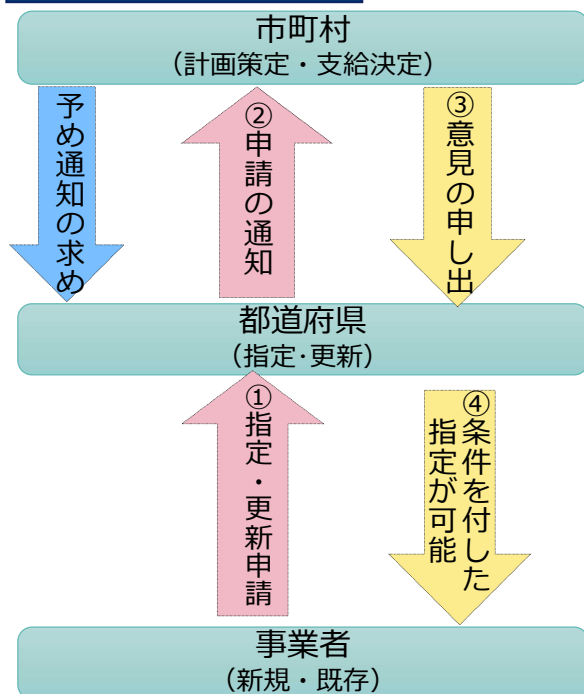 市町村
（計画策定・支給決定）
予め通知の求め
②申請の通知
③意見の申し出
都道府県
（指定･更新）
①指定・更新申請
④条件を付した
指定が可能
事業者
（新規・既存）